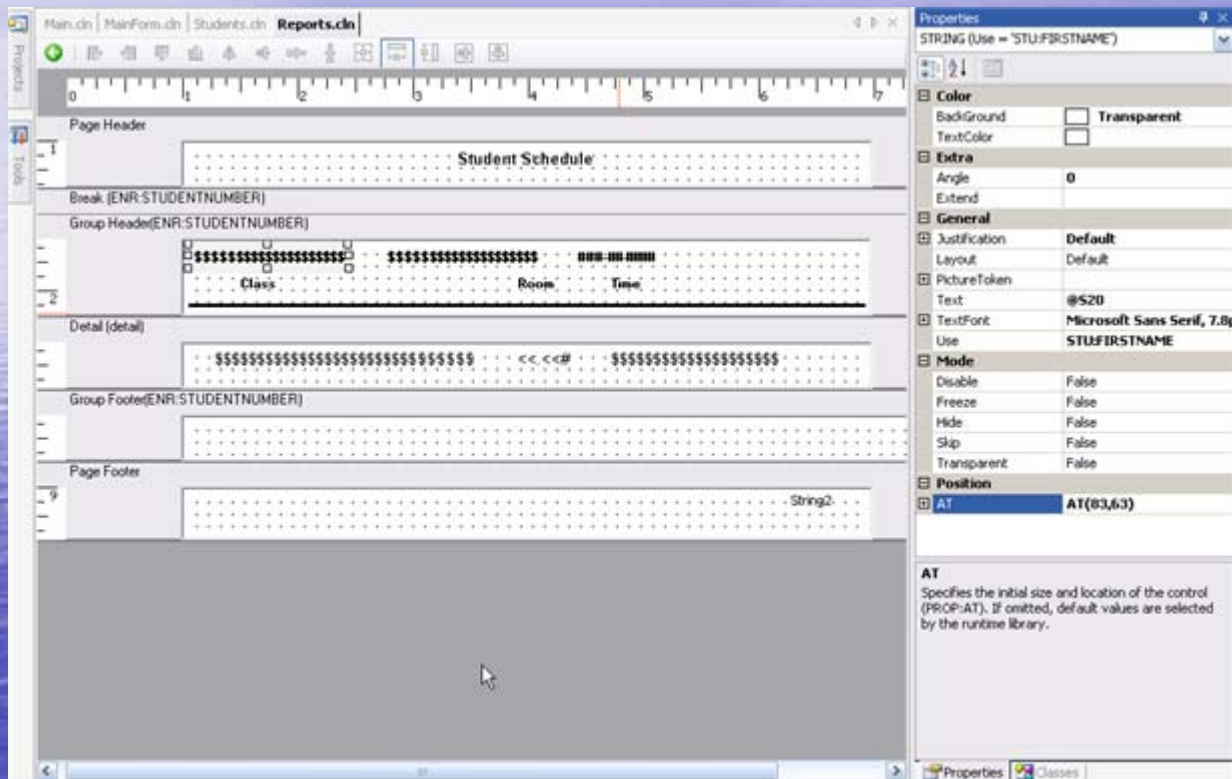 Main.cln MainForm.cln Students.cln Reports.cln
Projects
Tools
0 1 2 3 4 5 6 7
Page Header
1
Student Schedule
Break (ENR:STUDENTNUMBER)
Group Header(ENR:STUDENTNUMBER)
$$$$$$$$$$$$$$$$$$$$ $$$$$$$$$$$$$$$$$$$$ ###-##-####
Class Room Time
2
Detail (detail)
$$$$$$$$$$$$$$$$$$$$$$$$$$$$$$ <<,<<# $$$$$$$$$$$$$$$$$$$$
Group Footer(ENR:STUDENTNUMBER)
Page Footer
9
String2
Properties
STRING (Use = 'STU:FIRSTNAME')
Color
BackGround Transparent
TextColor
Extra
Angle 0
Extend
General
Justification Default
Layout Default
PictureToken
Text @S20
TextFont Microsoft Sans Serif, 7.8p
Use STU:FIRSTNAME
Mode
Disable False
Freeze False
Hide False
Skip False
Transparent False
Position
AT AT(83,63)
AT
Specifies the initial size and location of the control
(PROP:AT). If omitted, default values are selected
by the runtime library.
Properties Classes